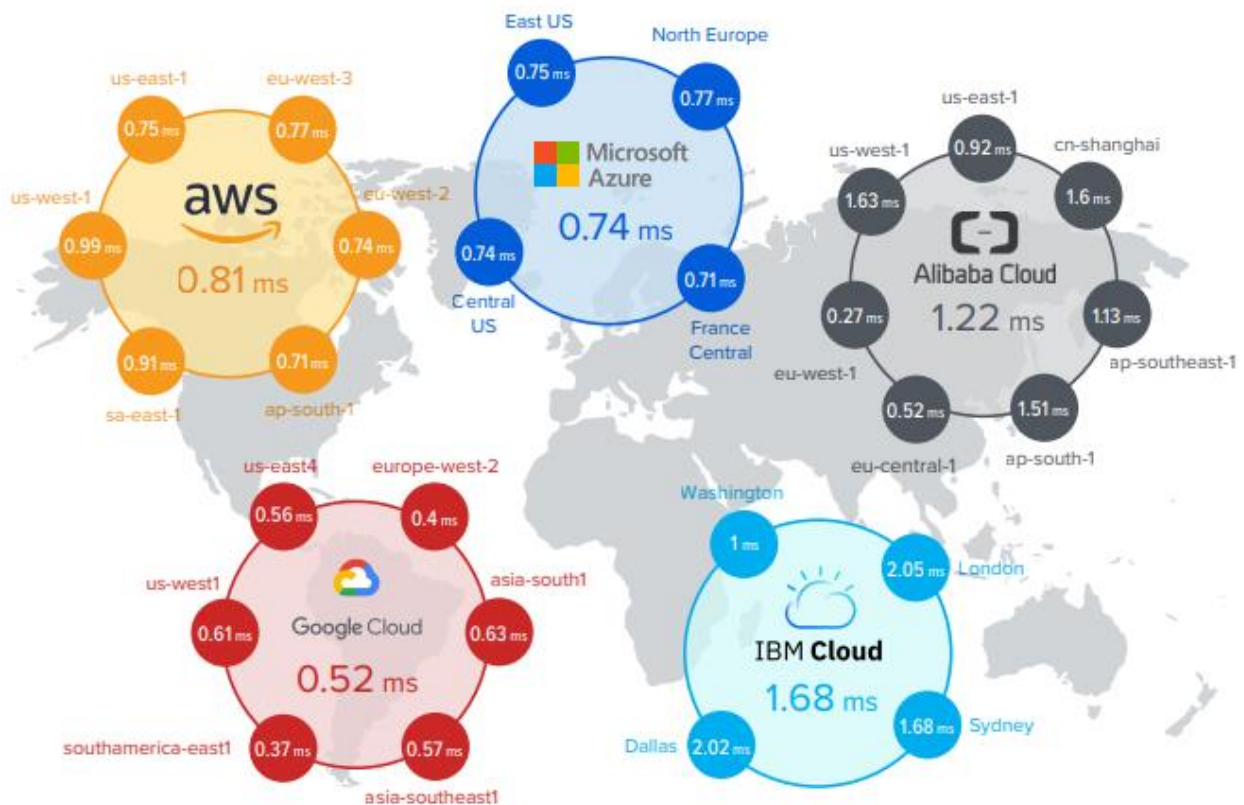 East US
0.75 ms
North Europe
0.77 ms
Microsoft
Azure
0.74 ms
0.74 ms
Central
US
0.71 ms
France
Central
us-east-1
0.75 ms
eu-west-3
0.77 ms
us-west-1
0.99 ms
aws
0.81 ms
eu-west-2
0.74 ms
0.91 ms
sa-east-1
0.71 ms
ap-south-1
us-east-1
0.92 ms
cn-shanghai
1.6 ms
us-west-1
1.63 ms
Alibaba Cloud
1.22 ms
0.27 ms
eu-west-1
1.13 ms
ap-southeast-1
0.52 ms
eu-central-1
1.51 ms
ap-south-1
us-east4
0.56 ms
europe-west-2
0.4 ms
us-west1
0.61 ms
Google Cloud
0.52 ms
asia-south1
0.63 ms
southamerica-east1
0.37 ms
0.57 ms
asia-southeast1
Washington
1 ms
2.05 ms
London
IBM Cloud
1.68 ms
Dallas
2.02 ms
1.68 ms
Sydney